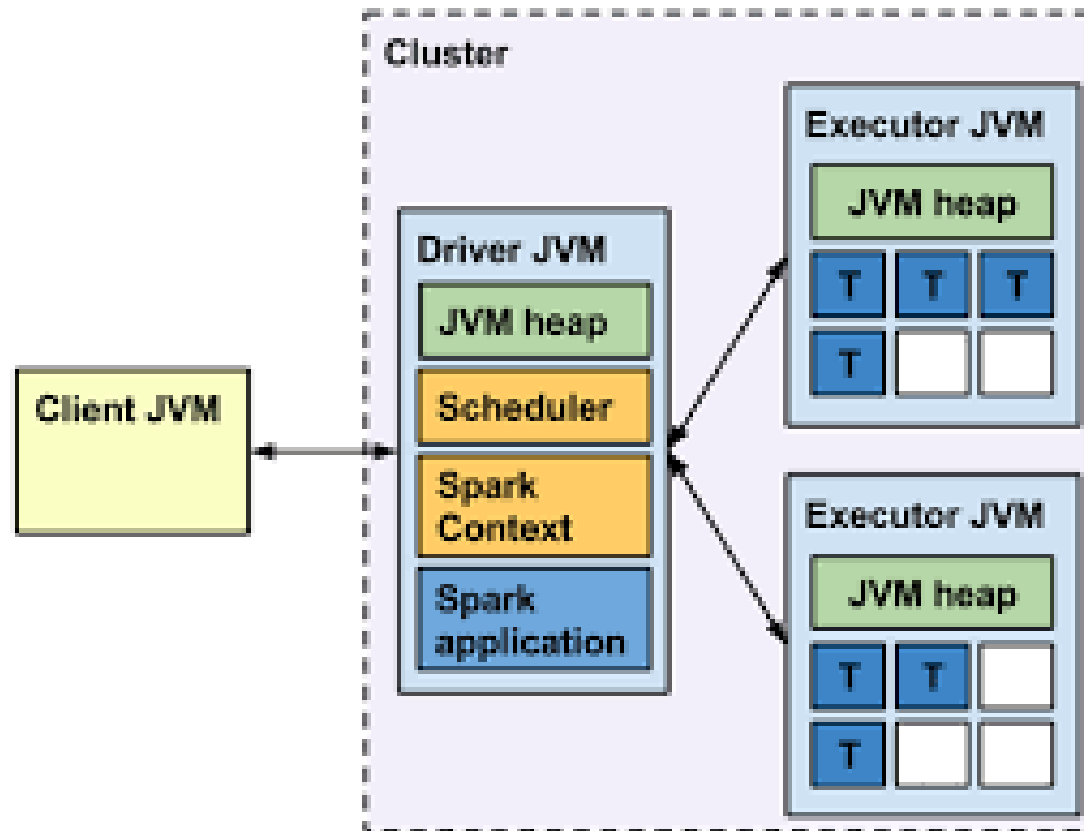 Cluster
Client JVM
Driver JVM
JVM heap
Scheduler
Spark
Context
Spark
application
Executor JVM
JVM heap
T T T
T
Executor JVM
JVM heap
T T
T